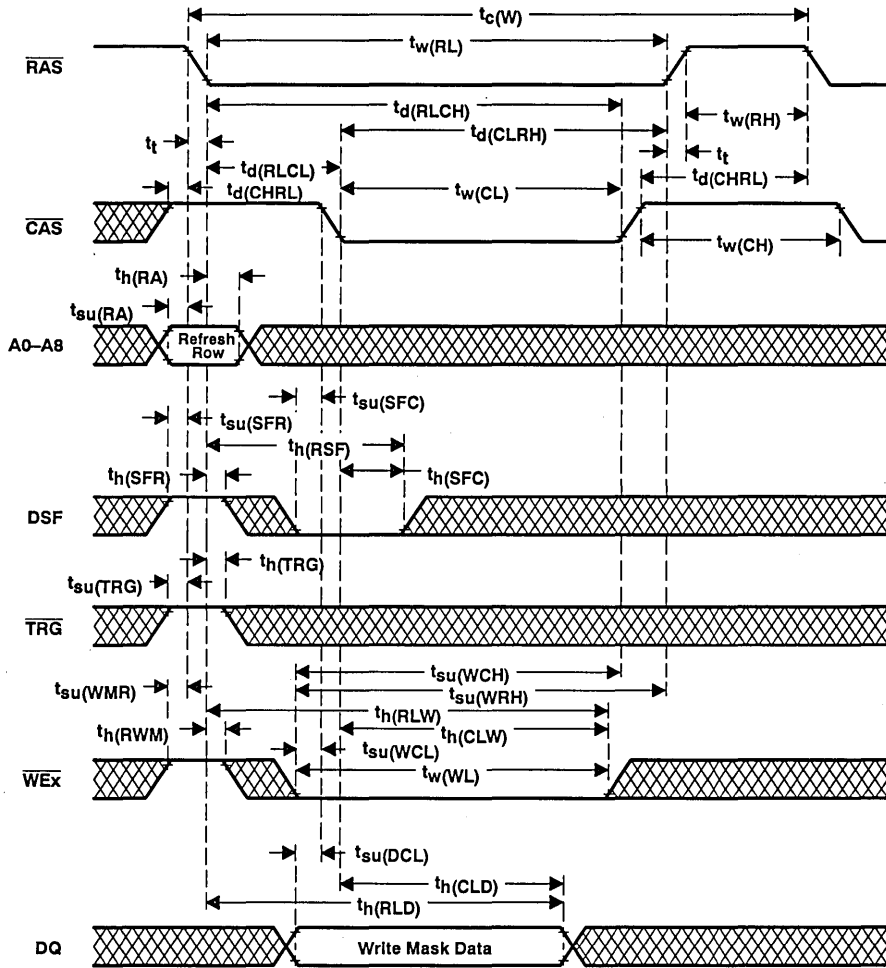 tc(W)
tw(RL)
RAS
td(RLCH)
td(CLRH)
tw(RH)
tt
tt
td(RLCL)
td(CHRL)
td(CHRL)
tw(CL)
CAS
tw(CH)
th(RA)
tsu(RA)
A0–A8
Refresh
Row
tsu(SFC)
tsu(SFR)
th(RSF)
th(SFR)
th(SFC)
DSF
th(TRG)
tsu(TRG)
TRG
tsu(WCH)
tsu(WMR)
tsu(WRH)
th(RLW)
th(RWM)
th(CLW)
tsu(WCL)
tw(WL)
WEx
tsu(DCL)
th(CLD)
th(RLD)
DQ
Write Mask Data